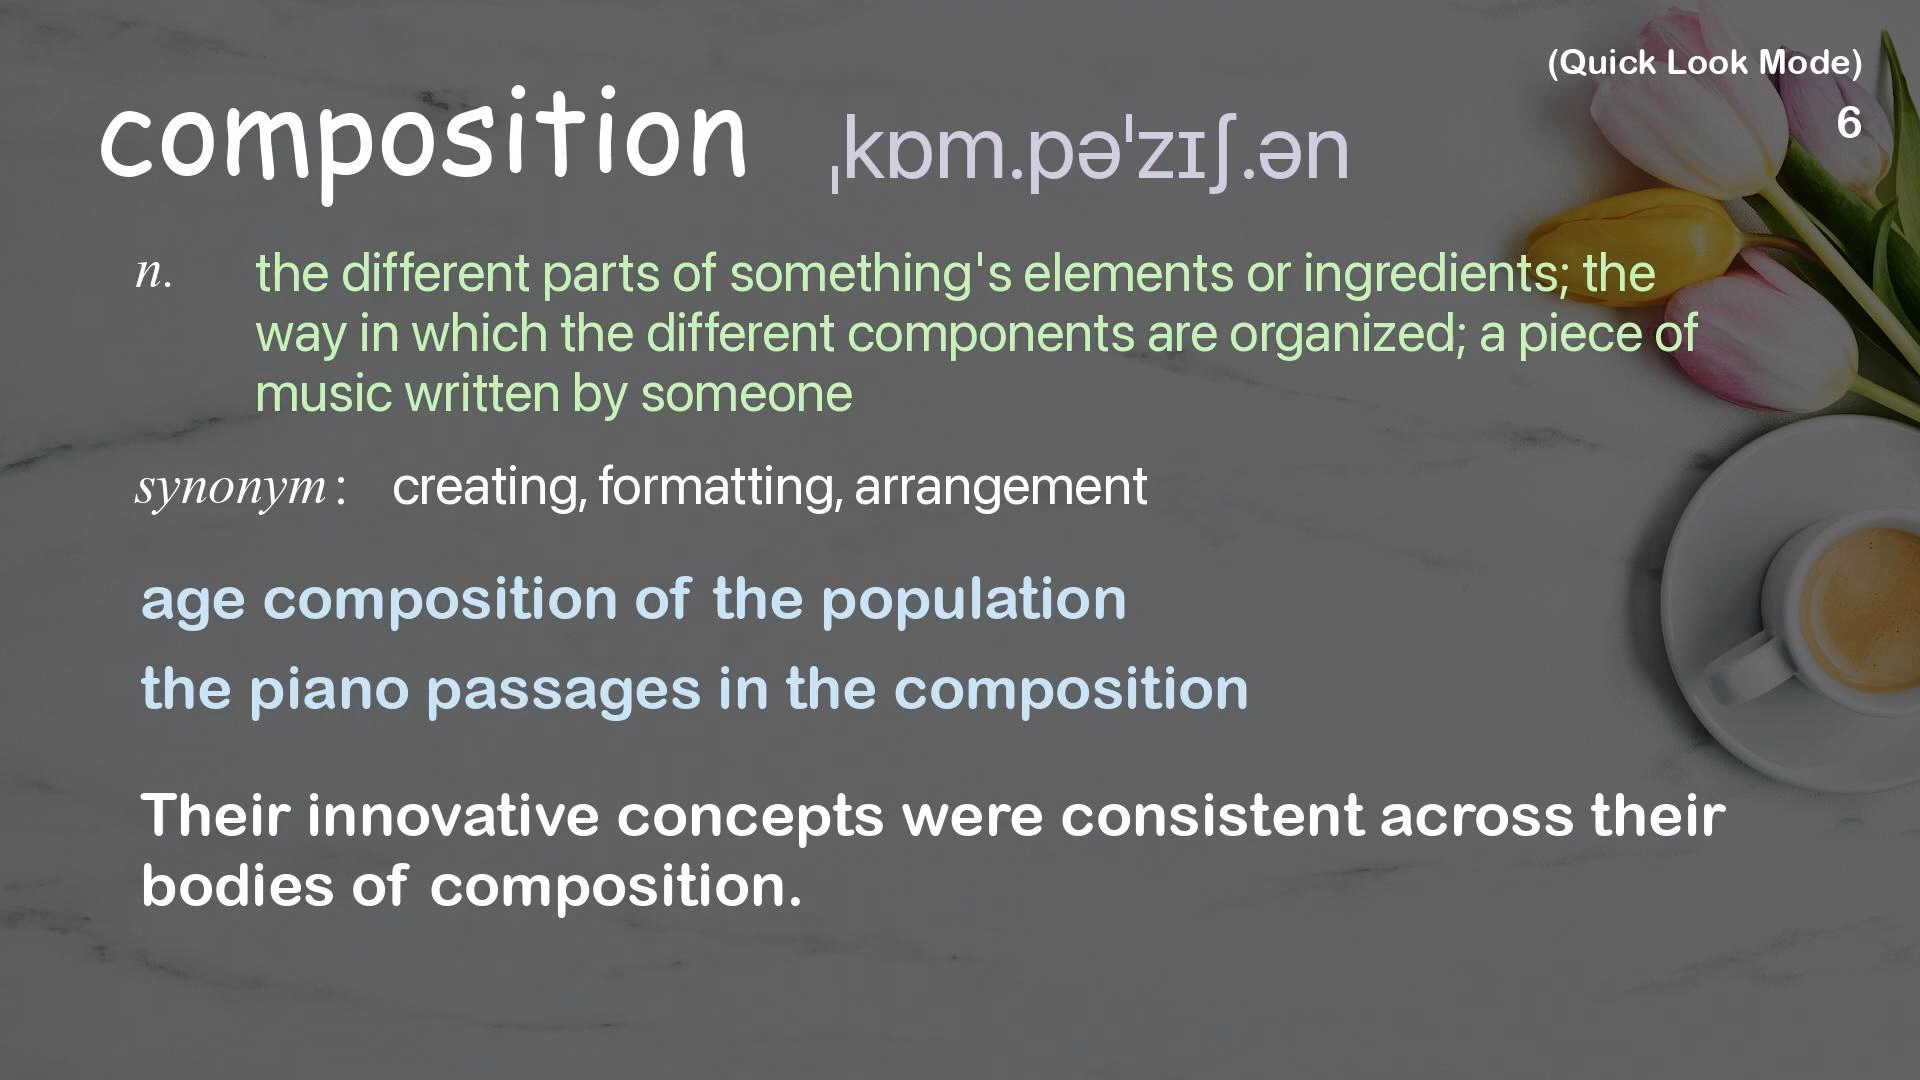 (Quick Look Mode)
6
composition ˌkɒm.pəˈzɪʃ.ən
n. the different parts of something's elements or ingredients; the
way in which the different components are organized; a piece of
music written by someone
synonym: creating, formatting, arrangement
age composition of the population
the piano passages in the composition
Their innovative concepts were consistent across their
bodies of composition.